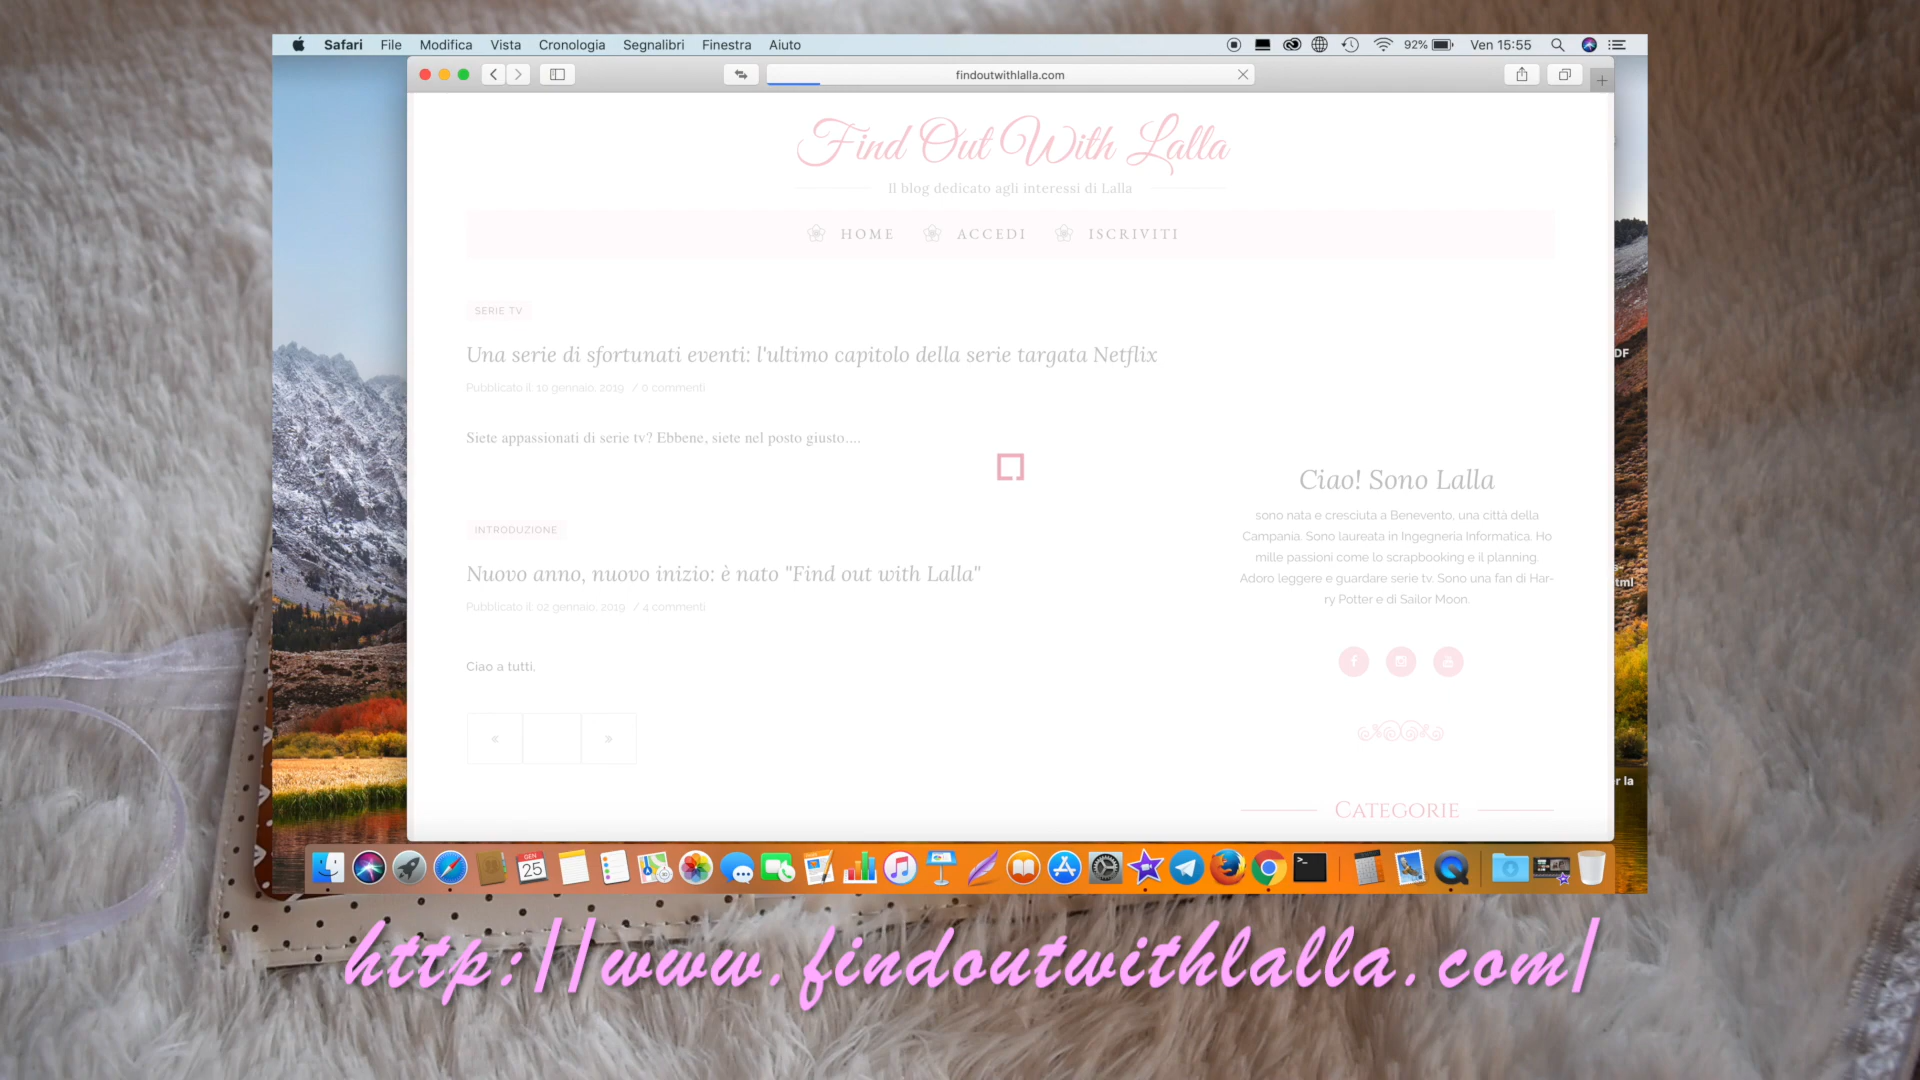 Safari File Modifica Vista Cronologia Segnalibri Finestra Aiuto 92% Ven 15:55
findoutwithlalla.com
Find Out With Lalla
Il blog dedicato agli interessi di Lalla
HOME ACCEDI ISCRIVITI
SERIE TV
Una serie di sfortunati eventi: l'ultimo capitolo della serie targata Netflix
Pubblicato il 10 gennaio, 2019 / 0 commenti
Siete appassionati di serie tv? Ebbene, siete nel posto giusto....
INTRODUZIONE
Nuovo anno, nuovo inizio: è nato "Find out with Lalla"
Pubblicato il 02 gennaio, 2019 / 4 commenti
Ciao a tutti,
« »
Ciao! Sono Lalla
sono nata e cresciuta a Benevento, una città della
Campania. Sono laureata in Ingegneria Informatica. Ho
mille passioni come lo scrapbooking e il planning.
Adoro leggere e guardare serie tv. Sono una fan di Har-
ry Potter e di Sailor Moon.
CATEGORIE
DF
tml
r la
GEN
25
http://www.findoutwithlalla.com/